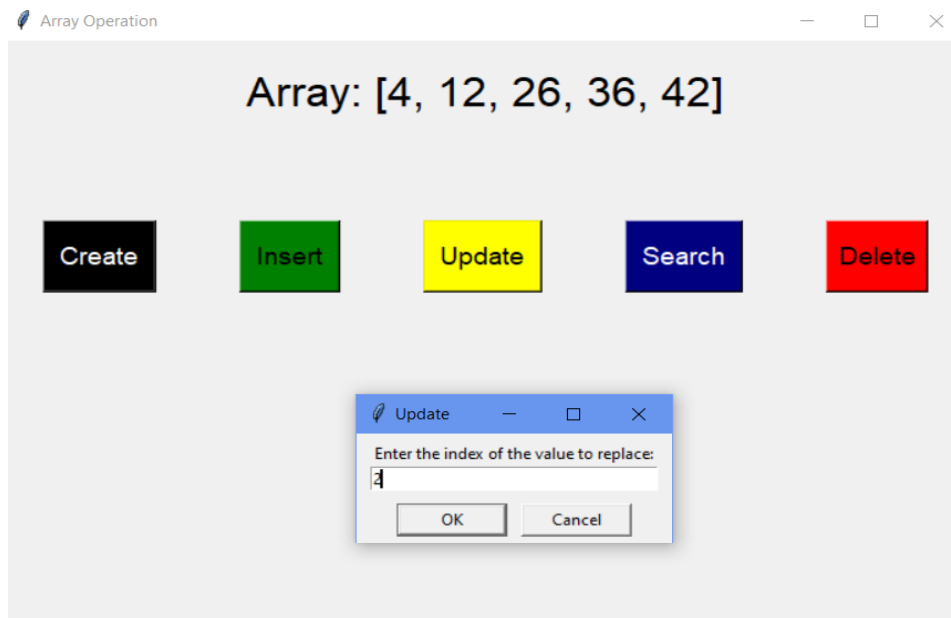 Array Operation
Array: [4, 12, 26, 36, 42]
Create Insert Update Search Delete
Update
Enter the index of the value to replace:
2
OK Cancel